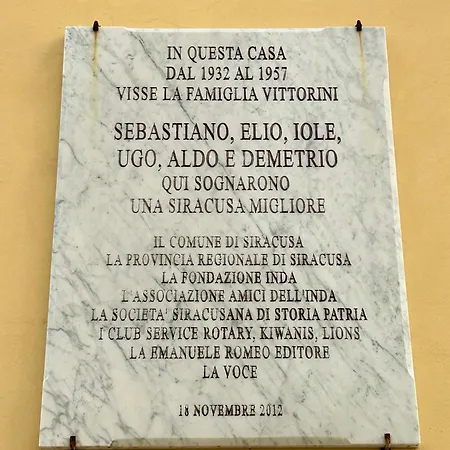 IN QUESTA CASA
DAL 1932 AL 1957
VISSE LA FAMIGLIA VITTORINI
SEBASTIANO, ELIO, IOLE,
UGO, ALDO E DEMETRIO
QUI SOGNARONO
UNA SIRACUSA MIGLIORE
IL COMUNE DI SIRACUSA
LA PROVINCIA REGIONALE DI SIRACUSA
LA FONDAZIONE INDA
L'ASSOCIAZIONE AMICI DELL'INDA
LA SOCIETA' SIRACUSANA DI STORIA PATRIA
I CLUB SERVICE ROTARY, KIWANIS, LIONS
LA EMANUELE ROMEO EDITORE
LA VOCE
18 NOVEMBRE 2012